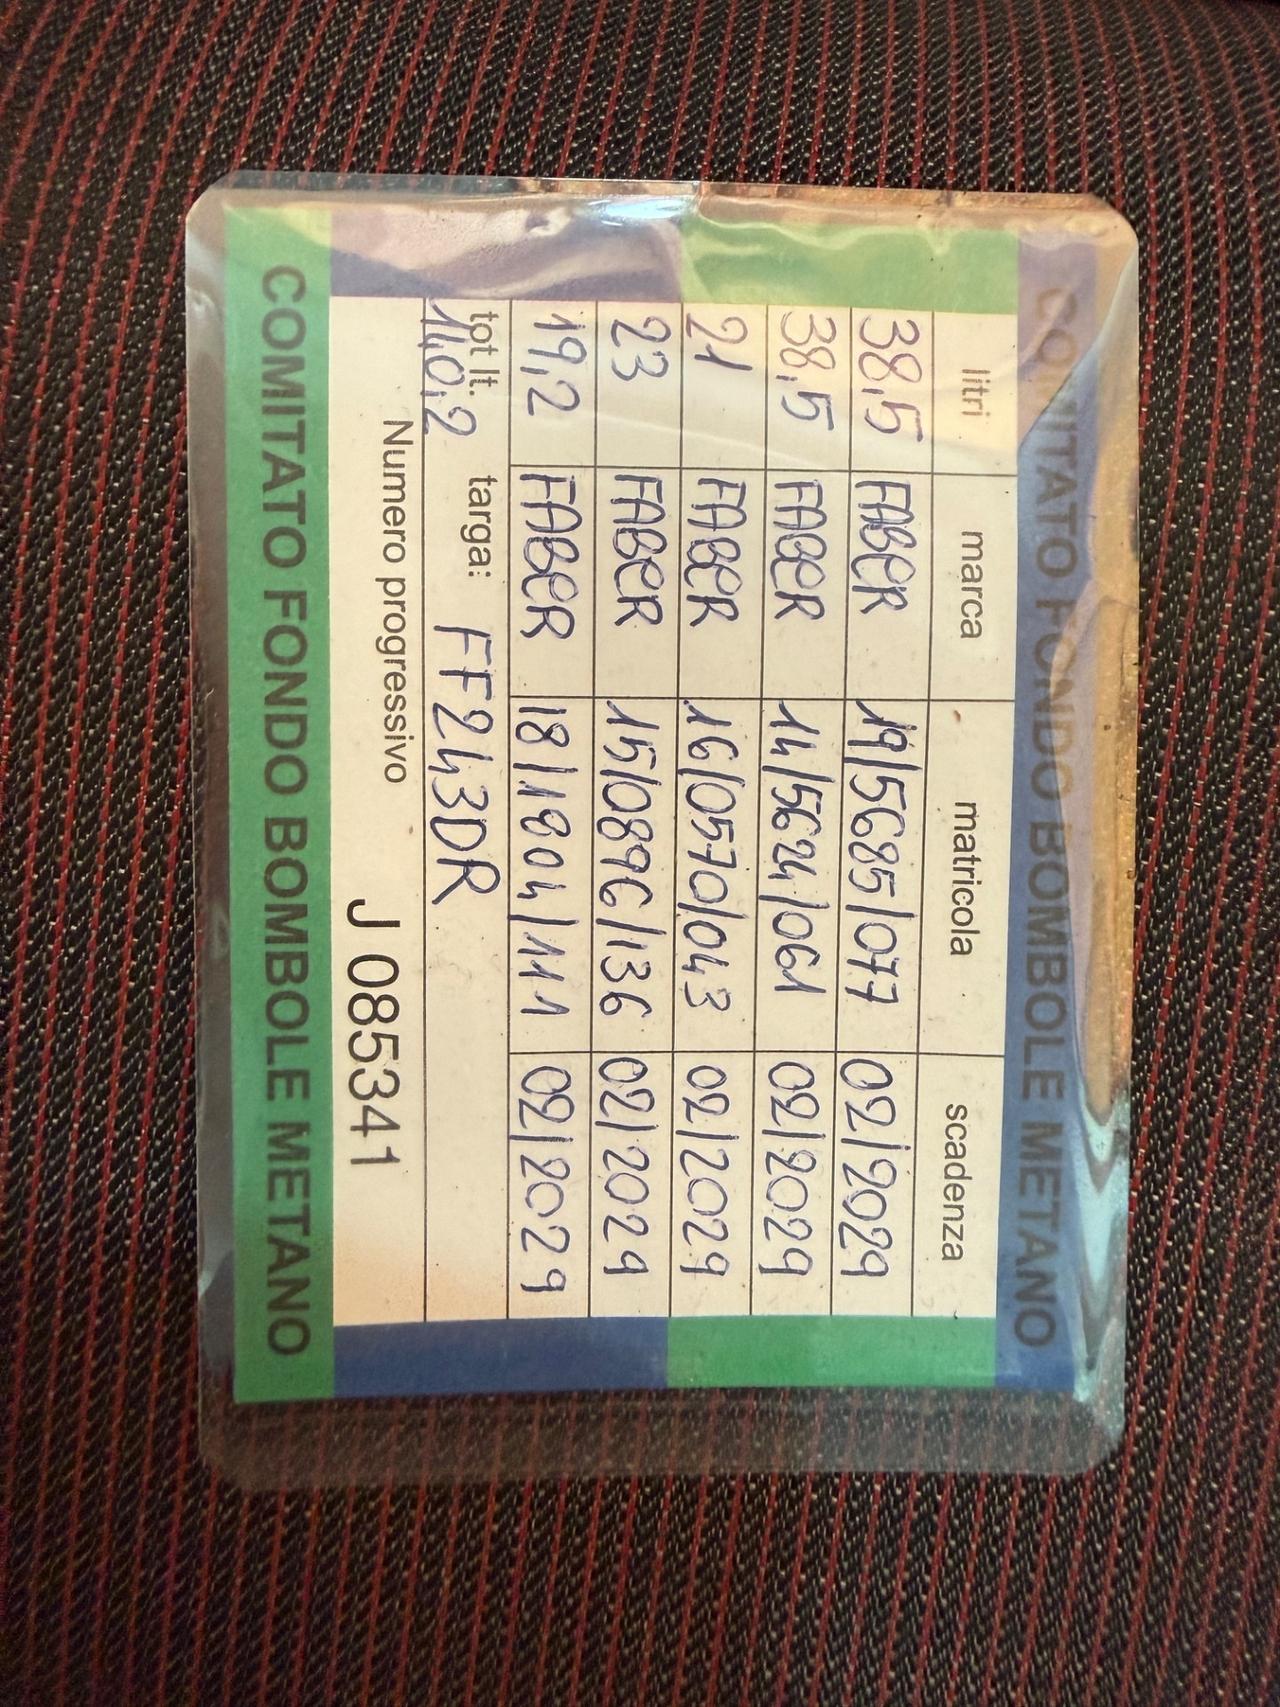 COMITATO FONDO BOMBOLE METANO
litri marca matricola scadenza
38,5 FABER 19/5685/077 02/2029
38,5 FABER 14/5624/061 02/2029
21 FABER 16/0570/043 02/2029
23 FABER 15/0896/136 02/2029
19,2 FABER 18/1904/111 02/2029
tot lt. 140,2 targa: FF243DR
Numero progressivo J 085341
COMITATO FONDO BOMBOLE METANO